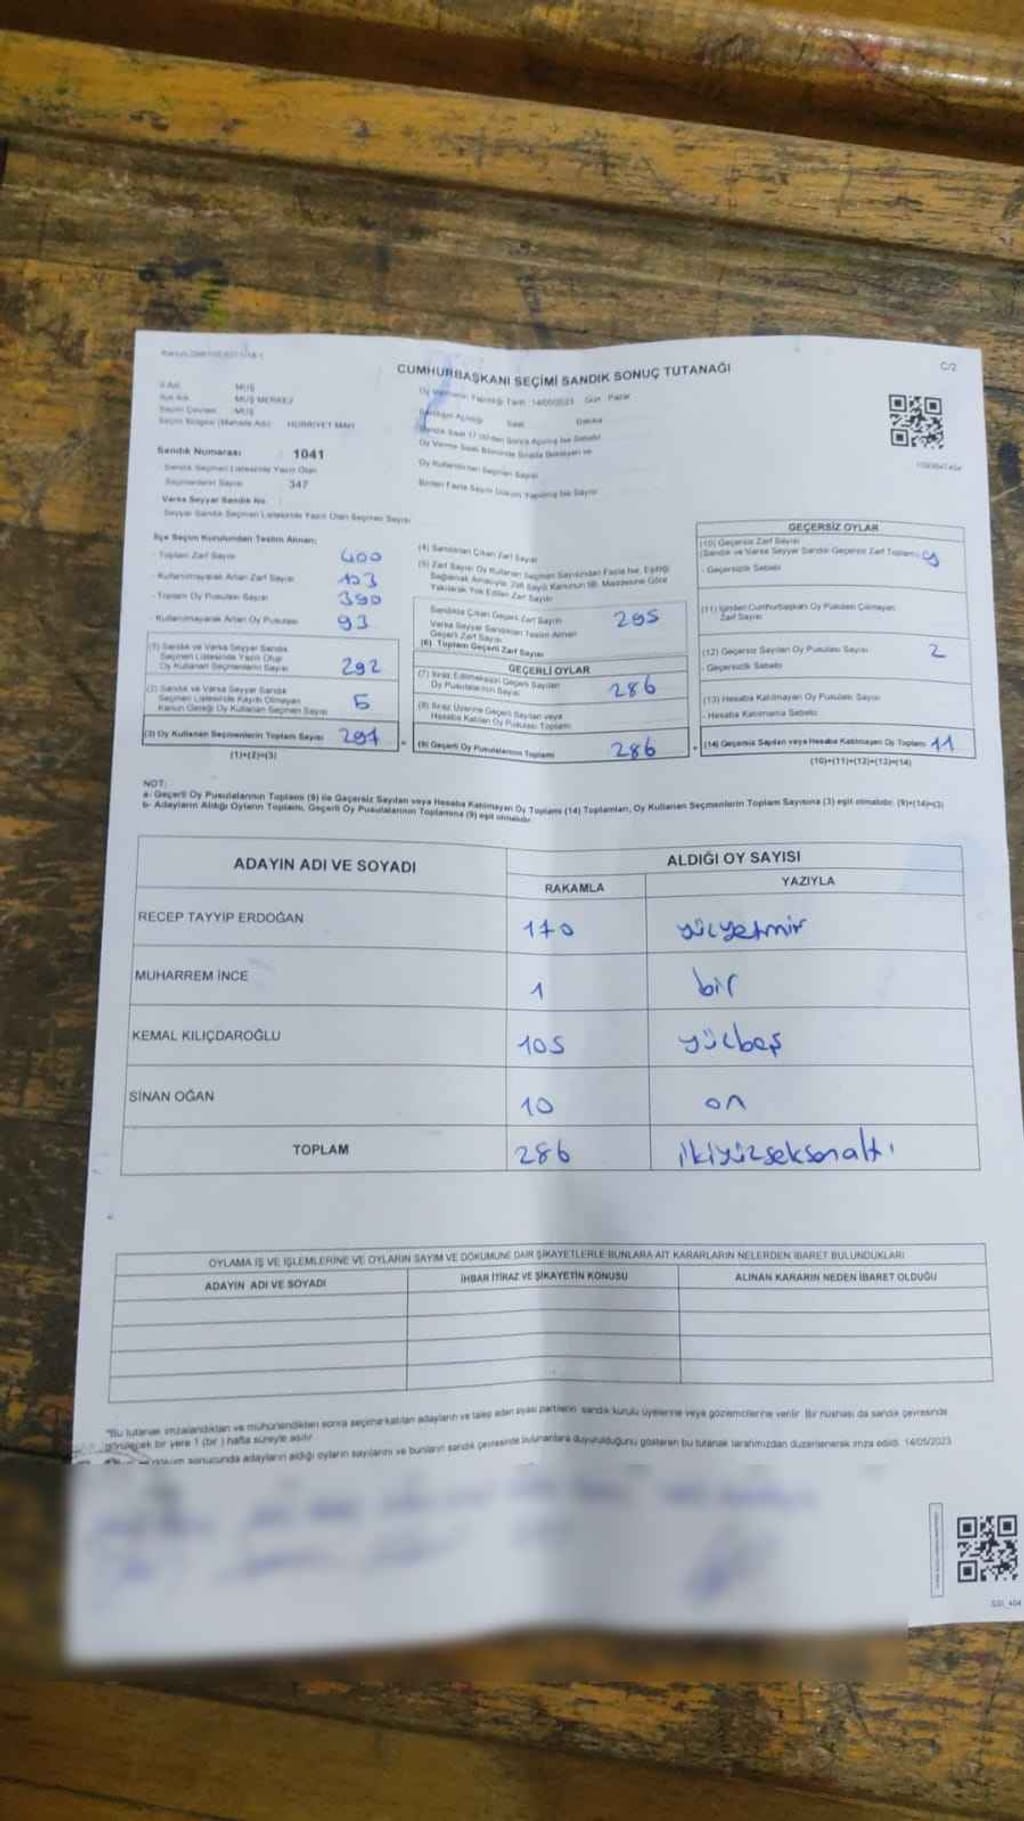 CUMHURBAŞKANI SEÇİMİ SANDIK SONUÇ TUTANAĞI
C/2
İl Adı MUŞ
İlçe Adı MUŞ MERKEZ
Seçim Çevresi MUŞ
Seçim Bölgesi (Mahalle Adı) HÜRRİYET MAH
Oy Vermenin Yapıldığı Tarih 14/05/2023 Gün Pazar
Sandık Numarası 1041
Sandık Seçmen Listesinde Yazılı Olan
Seçmenlerin Sayısı 347
Varsa Seyyar Sandık No
Seyyar Sandık Seçmen Listesinde Yazılı Olan Seçmen Sayısı
Oy Kullandırılan Seçmen Sayısı
Birden Fazla Sayım Döküm Yapılmış İse Sayısı
İlçe Seçim Kurulundan Teslim Alınan;
- Toplam Zarf Sayısı 400
- Kullanılmayarak Artan Zarf Sayısı 103
- Toplam Oy Pusulası Sayısı 390
- Kullanılmayarak Artan Oy Pusulası 93
(1) Sandık ve Varsa Seyyar Sandık
Seçmen Listesinde Yazılı Olup
Oy Kullanan Seçmenlerin Sayısı 292
(2) Sandık ve Varsa Seyyar Sandık
Seçmen Listesinde Kayıtlı Olmayan
Kanun Gereği Oy Kullanan Seçmen Sayısı 5
(3) Oy Kullanan Seçmenlerin Toplam Sayısı 297
(1)+(2)=(3)
(4) Sandıktan Çıkan Zarf Sayısı
(5) Zarf Sayısı Oy Kullanan Seçmen Sayısından Fazla İse, Eşitliği
Sağlamak Amacıyla, 298 Sayılı Kanunun 98. Maddesine Göre
Yakılarak Yok Edilen Zarf Sayısı
Sandıkta Çıkan Geçerli Zarf Sayısı 295
Varsa Seyyar Sandıktan Teslim Alınan
Geçerli Zarf Sayısı
(6) Toplam Geçerli Zarf Sayısı
GEÇERLİ OYLAR
(7) İtiraz Edilmeksizin Geçerli Sayılan
Oy Pusulalarının Sayısı 286
(8) İtiraz Üzerine Geçerli Sayılan veya
Hesaba Katılan Oy Pusulası Toplamı
(9) Geçerli Oy Pusulalarının Toplamı 286
GEÇERSİZ OYLAR
(10) Geçersiz Zarf Sayısı
(Sandık ve Varsa Seyyar Sandık Geçersiz Zarf Toplamı) 9
- Geçersizlik Sebebi
(11) İçinden Cumhurbaşkanı Oy Pusulası Çıkmayan
Zarf Sayısı
(12) Geçersiz Sayılan Oy Pusulası Sayısı 2
- Geçersizlik Sebebi
(13) Hesaba Katılmayan Oy Pusulası Sayısı
- Hesaba Katılmama Sebebi
(14) Geçersiz Sayılan veya Hesaba Katılmayan Oy Toplamı 11
(10)+(11)+(12)+(13)=(14)
NOT:
a- Geçerli Oy Pusulalarının Toplamı (9) ile Geçersiz Sayılan veya Hesaba Katılmayan Oy Toplamı (14) Toplamları, Oy Kullanan Seçmenlerin Toplam Sayısına (3) eşit olmalıdır. (9)+(14)=(3)
b- Adayların Aldığı Oyların Toplamı, Geçerli Oy Pusulalarının Toplamına (9) eşit olmalıdır.
ADAYIN ADI VE SOYADI
ALDIĞI OY SAYISI
RAKAMLA YAZIYLA
RECEP TAYYİP ERDOĞAN 170 yüzyetmiş
MUHARREM İNCE 1 bir
KEMAL KILIÇDAROĞLU 105 yüzbeş
SİNAN OĞAN 10 on
TOPLAM 286 ikiyüzseksenaltı
OYLAMA İŞ VE İŞLEMLERİNE VE OYLARIN SAYIM VE DÖKÜMÜNE DAİR ŞİKAYETLERLE BUNLARA AİT KARARLARIN NELERDEN İBARET BULUNDUKLARI
ADAYIN ADI VE SOYADI İHBAR İTİRAZ VE ŞİKAYETİN KONUSU ALINAN KARARIN NEDEN İBARET OLDUĞU
"Bu tutanak imzalandıktan ve mühürlendikten sonra seçime katılan adayların ve talep eden siyasi partilerin sandık kurulu üyelerine veya gözlemcilerine verilir. Bir nüshası da sandık çevresinde
görülecek bir yere 1 (bir) hafta süreyle asılır.
döküm sonucunda adayların aldığı oyların sayılarını ve bunların sandık çevresinde bulunanlara duyurulduğunu gösteren bu tutanak tarafımızdan düzenlenerek imza edildi. 14/05/2023